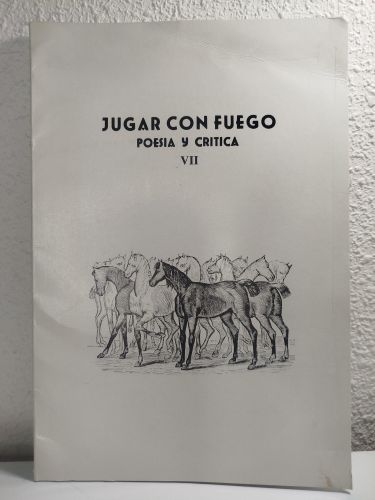 JUGAR CON FUEGO
POESIA Y CRITICA
VII